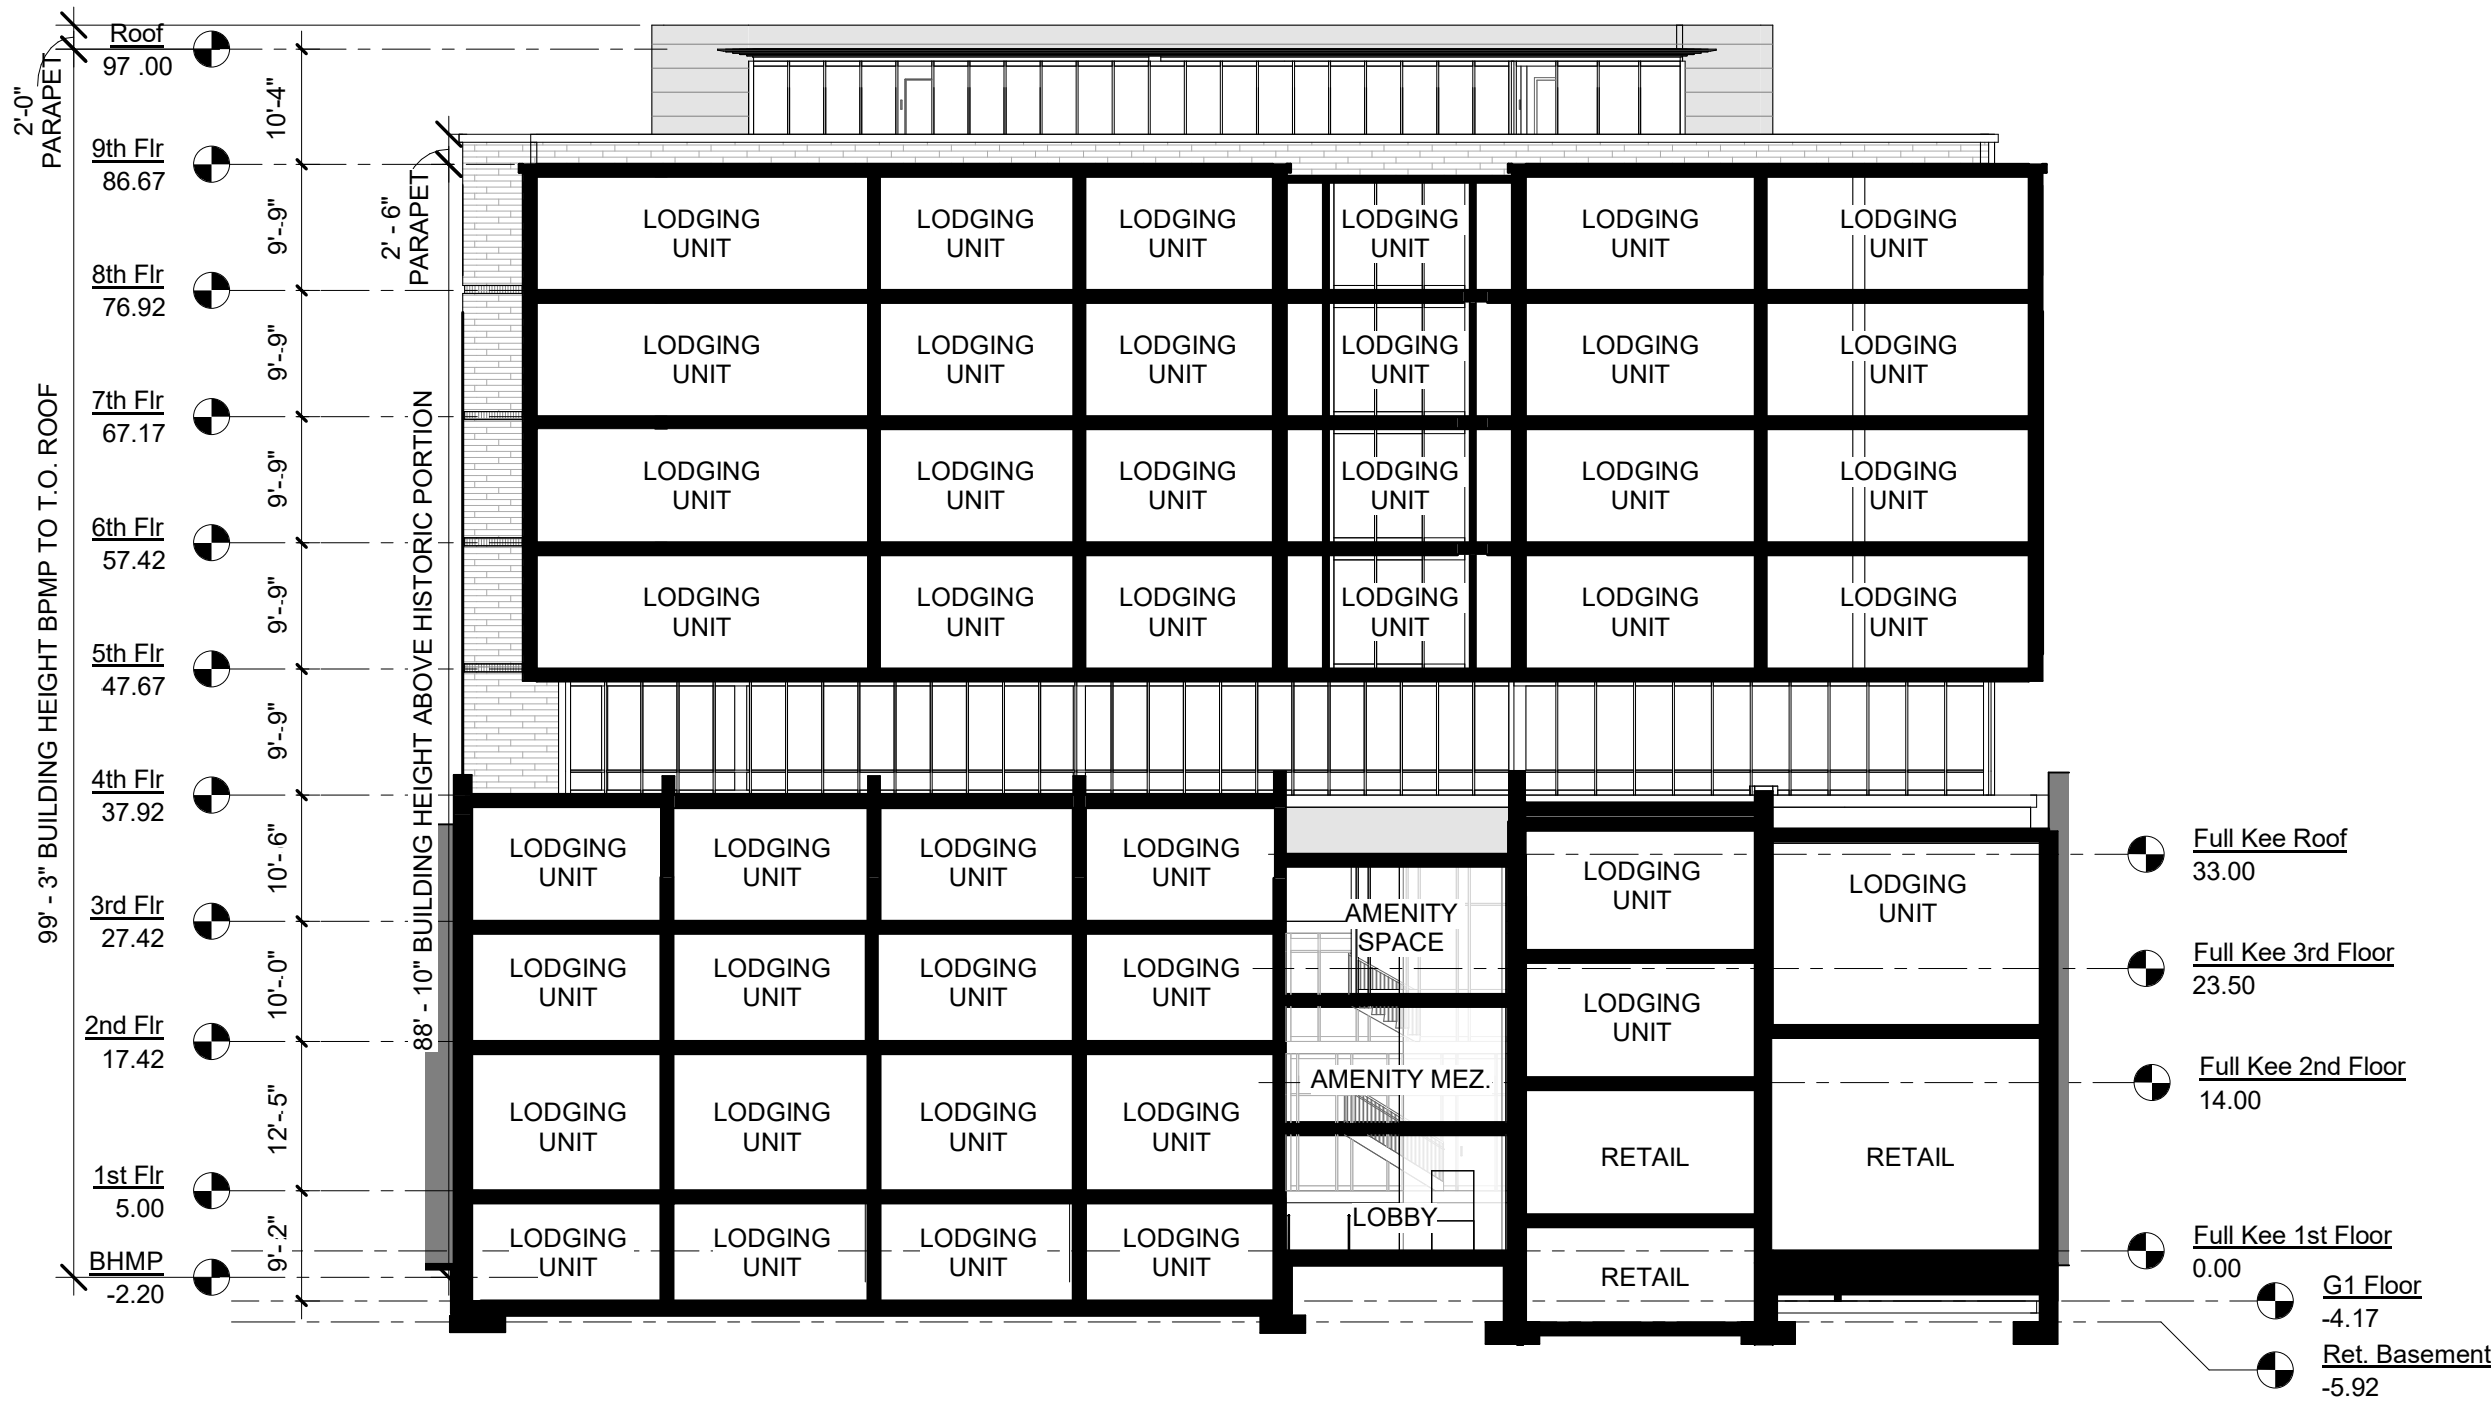 Roof
97 .00
2'-0"
PARAPET
10'-4"
9th Flr
86.67
9'-9"
2' - 6"
PARAPET
8th Flr
76.92
9'-9"
7th Flr
67.17
9'-9"
6th Flr
57.42
9'-9"
5th Flr
47.67
9'-9"
4th Flr
37.92
10'-6"
3rd Flr
27.42
10'-0"
2nd Flr
17.42
12'-5"
1st Flr
5.00
9'-2"
BHMP
-2.20
99' - 3" BUILDING HEIGHT BPMP TO T.O. ROOF
88' - 10" BUILDING HEIGHT ABOVE HISTORIC PORTION
LODGING LODGING LODGING LODGING LODGING LODGING
UNIT UNIT UNIT UNIT UNIT UNIT
LODGING LODGING LODGING LODGING LODGING LODGING
UNIT UNIT UNIT UNIT UNIT UNIT
LODGING LODGING LODGING LODGING LODGING LODGING
UNIT UNIT UNIT UNIT UNIT UNIT
LODGING LODGING LODGING LODGING LODGING LODGING
UNIT UNIT UNIT UNIT UNIT UNIT
LODGING LODGING LODGING LODGING
UNIT UNIT UNIT UNIT
LODGING
UNIT
LODGING
UNIT
AMENITY
SPACE
LODGING LODGING LODGING LODGING
UNIT UNIT UNIT UNIT
LODGING
UNIT
AMENITY MEZ.
LODGING LODGING LODGING LODGING
UNIT UNIT UNIT UNIT
RETAIL
RETAIL
LOBBY
LODGING LODGING LODGING LODGING
UNIT UNIT UNIT UNIT
RETAIL
Full Kee Roof
33.00
Full Kee 3rd Floor
23.50
Full Kee 2nd Floor
14.00
Full Kee 1st Floor
0.00
G1 Floor
-4.17
Ret. Basement
-5.92